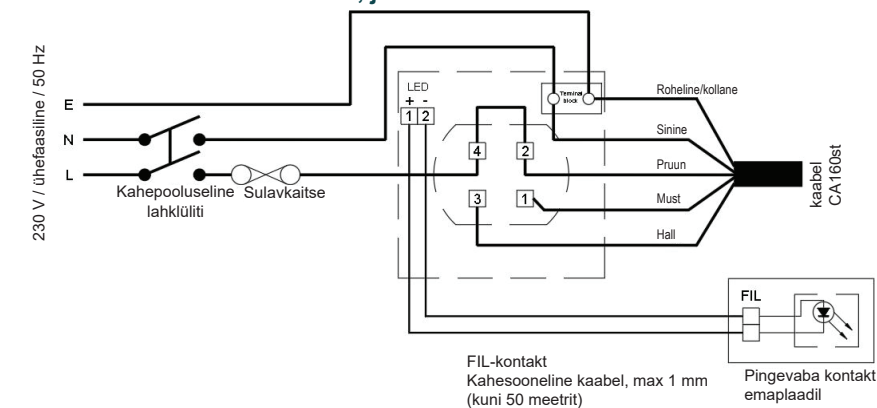 230 V / ühefaasiline / 50 Hz
E
N
L
Kahepooluseline
lahklüliti
Sulavkaitse
LED
+ -
1 2
Terminal
block
4 2
3 1
Roheline/kollane
Sinine
Pruun
Must
Hall
kaabel
CA160st
FIL
FIL-kontakt
Kahesooneline kaabel, max 1 mm
(kuni 50 meetrit)
Pingevaba kontakt
emaplaadil